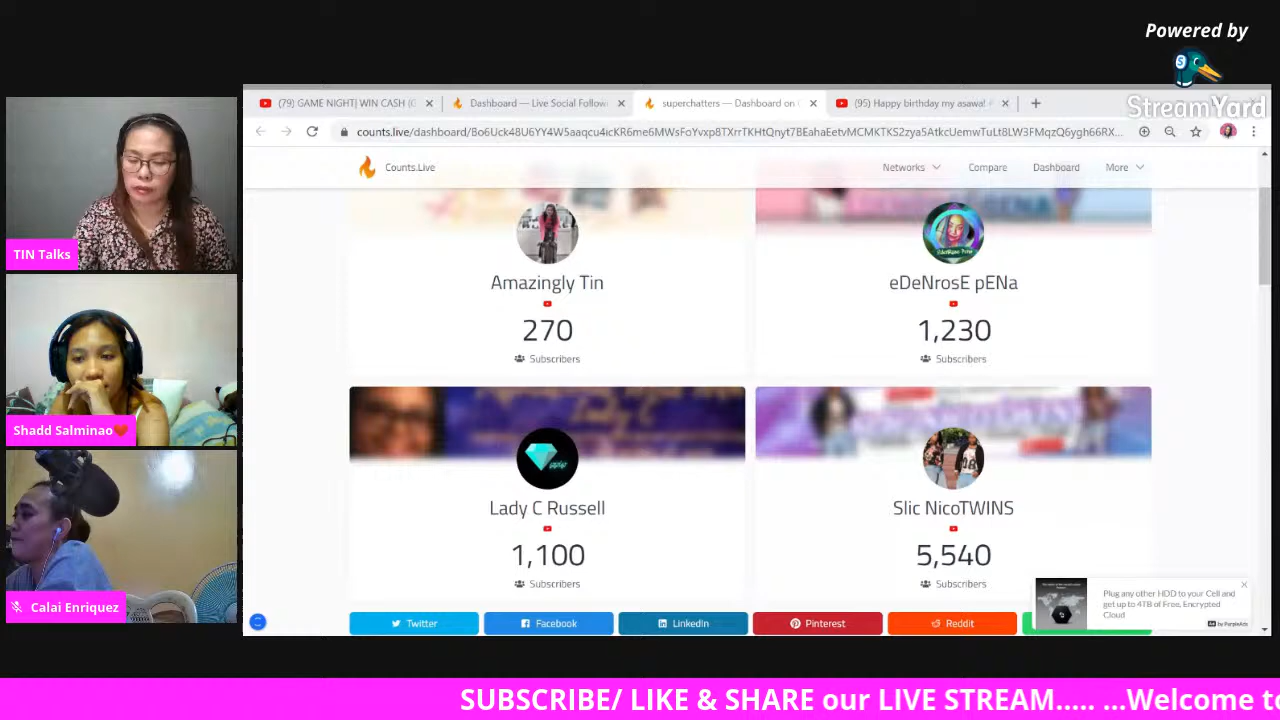 Powered by
StreamYard
(79) GAME NIGHT| WIN CASH (
Dashboard — Live Social Follow
superchatters — Dashboard on
(95) Happy birthday my asawa!
counts.live/dashboard/
Counts.Live
Networks
Compare
Dashboard
More
Amazingly Tin
270
Subscribers
eDeNrosE pENa
1,230
Subscribers
Lady C Russell
1,100
Subscribers
Slic NicoTWINS
5,540
Subscribers
Plug any other HDD to your Cell and
get up to 4TB of Free, Encrypted
Cloud
Ad by PurpleAds
Twitter
Facebook
LinkedIn
Pinterest
Reddit
TIN Talks
Shadd Salminao❤️
Calai Enriquez
SUBSCRIBE/ LIKE & SHARE our LIVE STREAM..... ...Welcome to